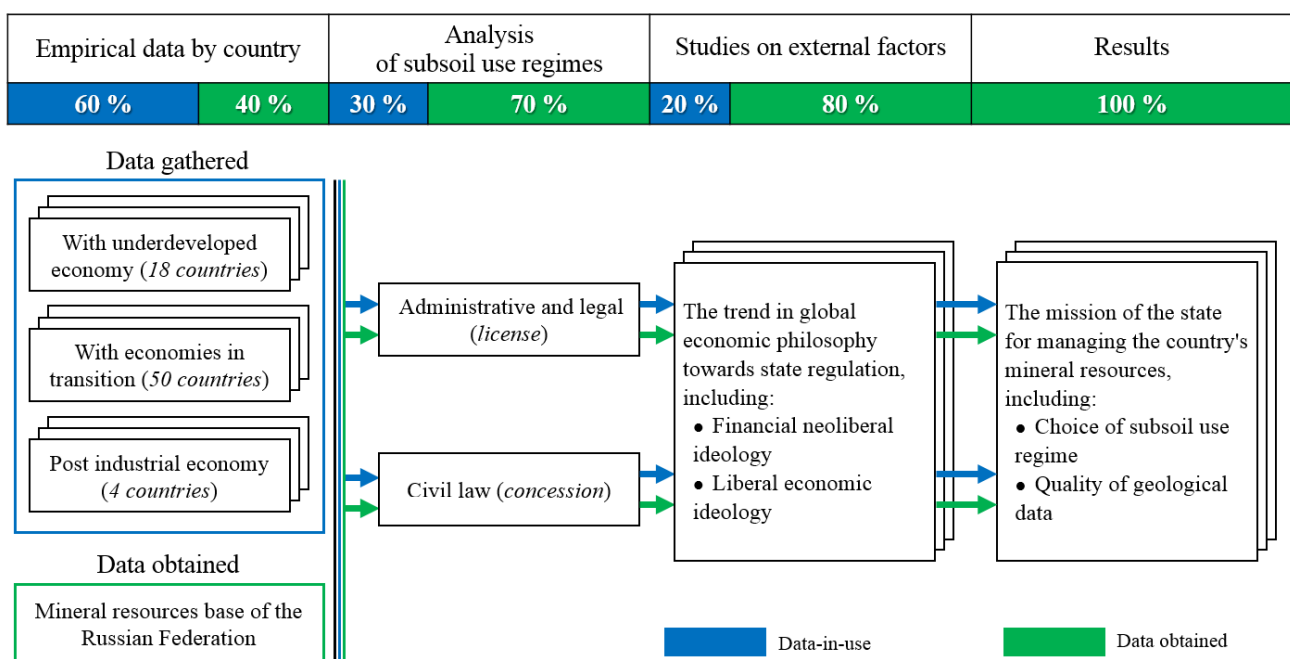 Empirical data by country
Analysis
of subsoil use regimes
Studies on external factors
Results
60 %
40 %
30 %
70 %
20 %
80 %
100 %
Data gathered
With underdeveloped
economy (18 countries)
With economies in
transition (50 countries)
Post industrial economy
(4 countries)
Data obtained
Mineral resources base of the
Russian Federation
Administrative and legal
(license)
Civil law (concession)
The trend in global
economic philosophy
towards state regulation,
including:
● Financial neoliberal
ideology
● Liberal economic
ideology
The mission of the state
for managing the country's
mineral resources,
including:
● Choice of subsoil use
regime
● Quality of geological
data
Data-in-use
Data obtained